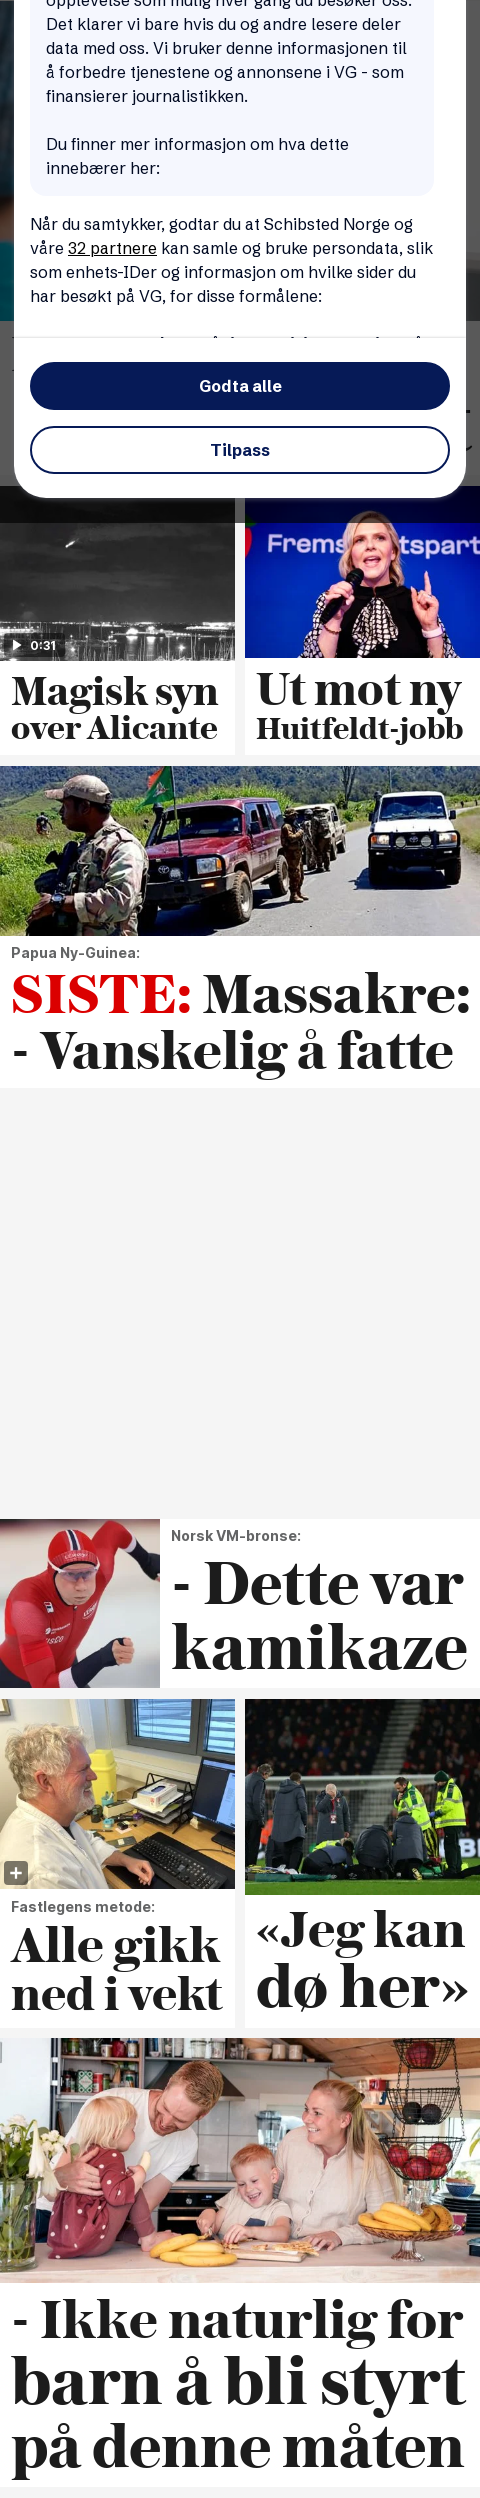 opplevelse som mulig hver gang du besøker oss.
Det klarer vi bare hvis du og andre lesere deler
data med oss. Vi bruker denne informasjonen til
å forbedre tjenestene og annonsene i VG - som
finansierer journalistikken.
Du finner mer informasjon om hva dette
innebærer her:
Når du samtykker, godtar du at Schibsted Norge og
våre 32 partnere kan samle og bruke persondata, slik
som enhets-IDer og informasjon om hvilke sider du
har besøkt på VG, for disse formålene:
Godta alle
Tilpass
0:31
Magisk syn
over Alicante
Ut mot ny
Huitfeldt-jobb
Papua Ny-Guinea:
SISTE: Massakre:
- Vanskelig å fatte
Norsk VM-bronse:
- Dette var
kamikaze
Fastlegens metode:
Alle gikk
ned i vekt
«Jeg kan
dø her»
- Ikke naturlig for
barn å bli styrt
på denne måten